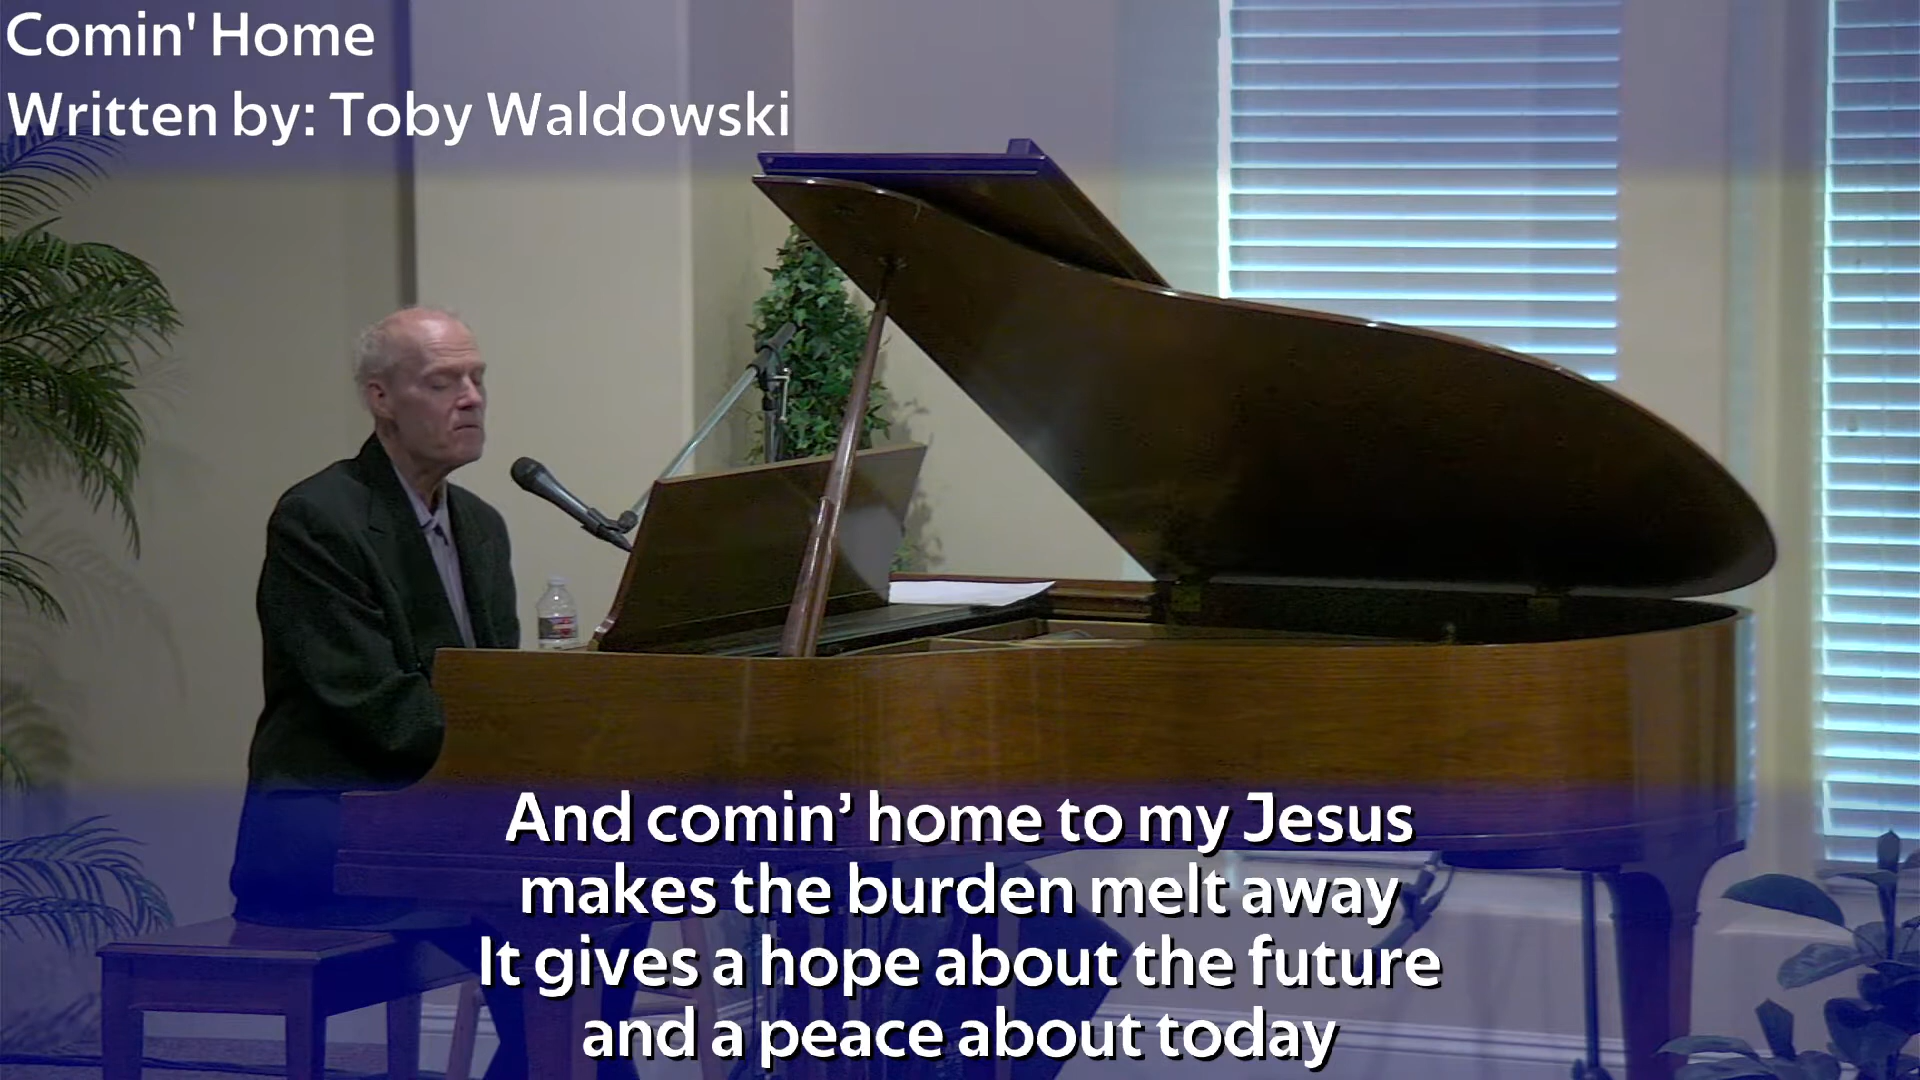 Comin' Home
Written by: Toby Waldowski
And comin’ home to my Jesus
makes the burden melt away
It gives a hope about the future
and a peace about today